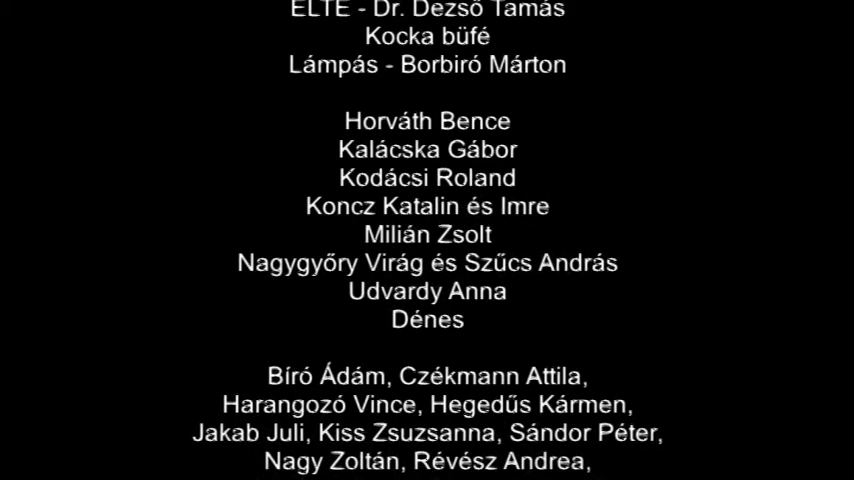 ELTE - Dr. Dezső Tamás
Kocka büfé
Lámpás - Borbiró Márton
Horváth Bence
Kalácska Gábor
Kodácsi Roland
Koncz Katalin és Imre
Milián Zsolt
Nagygyőry Virág és Szűcs András
Udvardy Anna
Dénes
Bíró Ádám, Czékmann Attila,
Harangozó Vince, Hegedűs Kármen,
Jakab Juli, Kiss Zsuzsanna, Sándor Péter,
Nagy Zoltán, Révész Andrea,